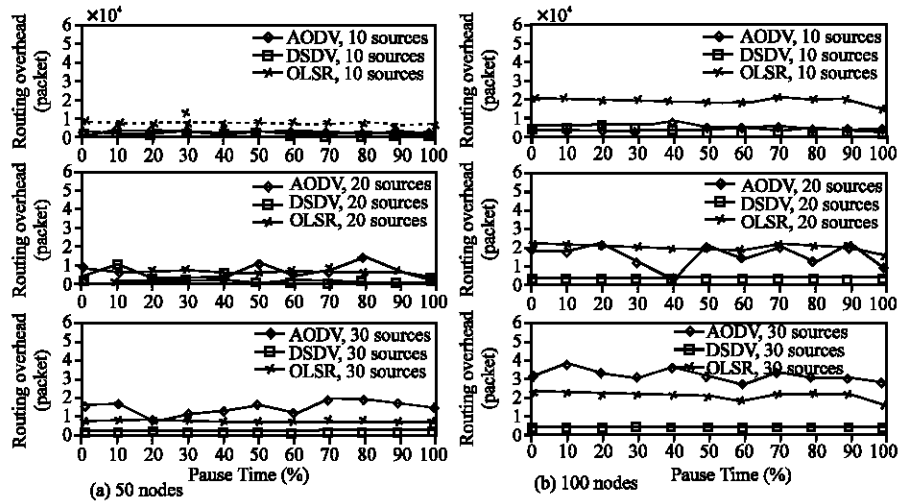 ×10⁴
6
5
4
3
2
1
0
Routing overhead
(packet)
AODV, 10 sources
DSDV, 10 sources
OLSR, 10 sources
0 10 20 30 40 50 60 70 80 90 100
6
5
4
3
2
1
0
Routing overhead
(packet)
AODV, 20 sources
DSDV, 20 sources
OLSR, 20 sources
0 10 20 30 40 50 60 70 80 90 100
6
5
4
3
2
1
0
Routing overhead
(packet)
AODV, 30 sources
DSDV, 30 sources
OLSR, 30 sources
0 10 20 30 40 50 60 70 80 90 100
Pause Time (%)
(a) 50 nodes
×10⁴
6
5
4
3
2
1
0
Routing overhead
(packet)
AODV, 10 sources
DSDV, 10 sources
OLSR, 10 sources
0 10 20 30 40 50 60 70 80 90 100
6
5
4
3
2
1
0
Routing overhead
(packet)
AODV, 20 sources
DSDV, 20 sources
OLSR, 20 sources
0 10 20 30 40 50 60 70 80 90 100
6
5
4
3
2
1
0
Routing overhead
(packet)
AODV, 30 sources
DSDV, 30 sources
OLSR, 30 sources
0 10 20 30 40 50 60 70 80 90 100
Pause Time (%)
(b) 100 nodes